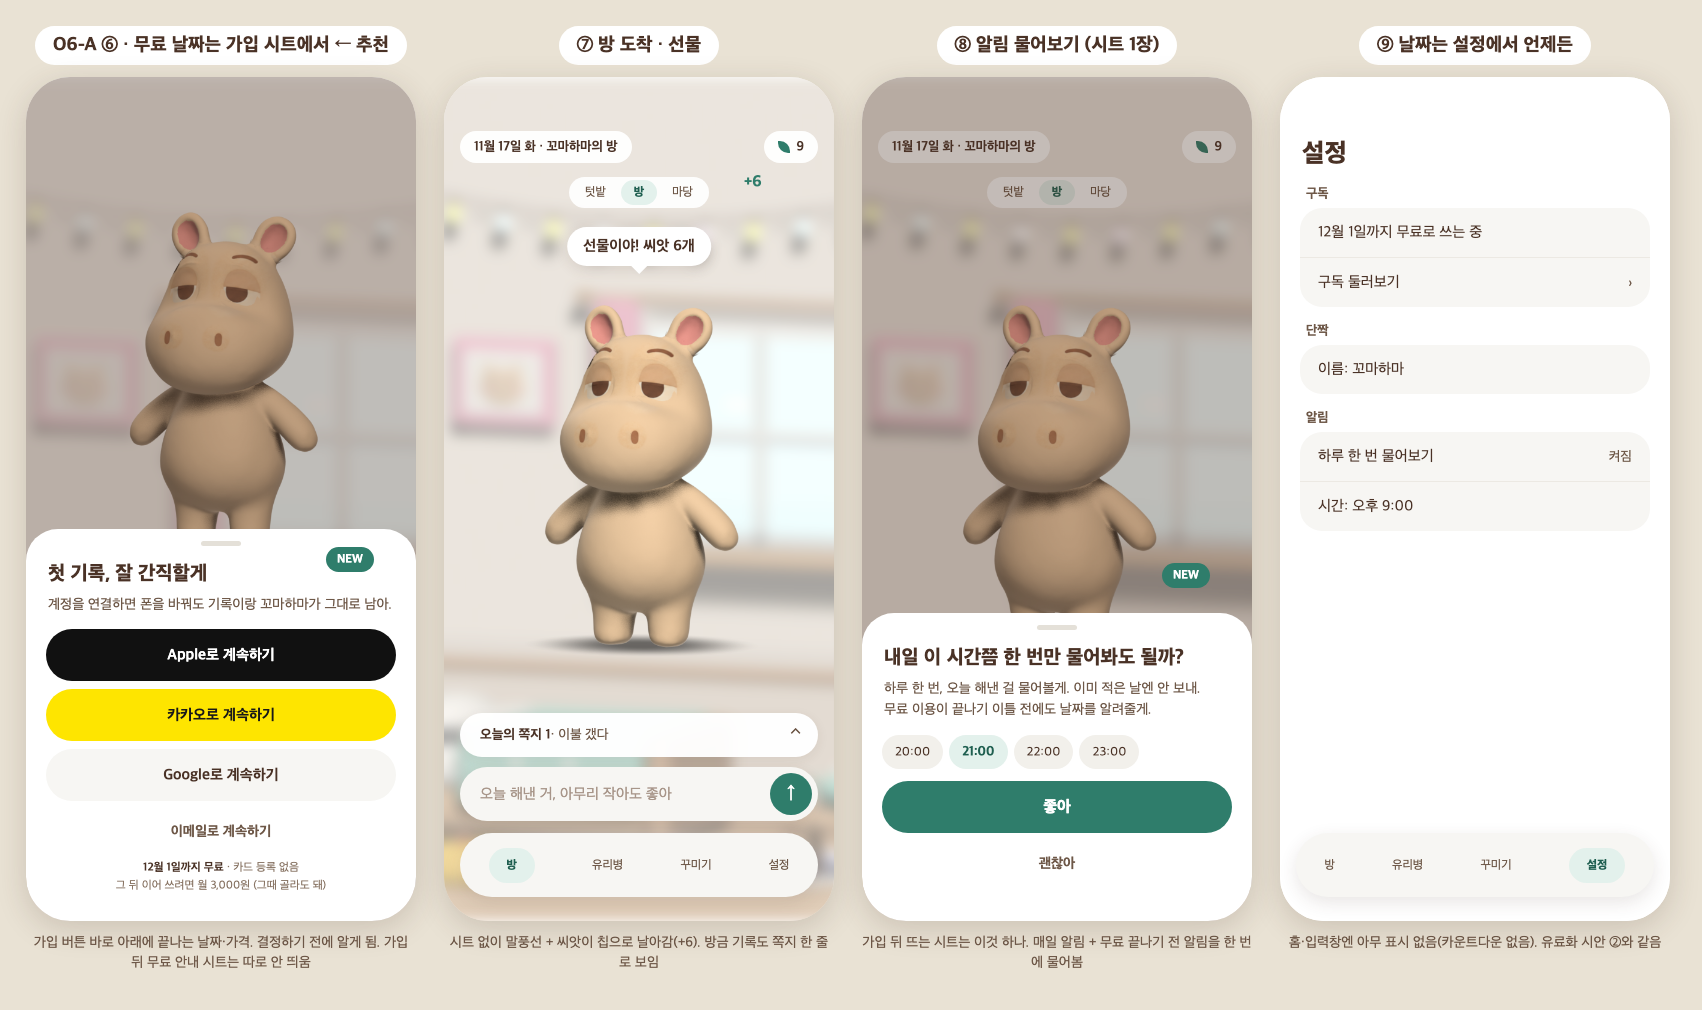 O6-A ⑥ · 무료 날짜는 가입 시트에서 ← 추천
첫 기록, 잘 간직할게
NEW
계정을 연결하면 폰을 바꿔도 기록이랑 꼬마하마가 그대로 남아.
Apple로 계속하기
카카오로 계속하기
Google로 계속하기
이메일로 계속하기
12월 1일까지 무료 · 카드 등록 없음
그 뒤 이어 쓰려면 월 3,000원 (그때 골라도 돼)
가입 버튼 바로 아래에 끝나는 날짜·가격. 결정하기 전에 알게 됨. 가입
뒤 무료 안내 시트는 따로 안 띄움
⑦ 방 도착 · 선물
11월 17일 화 · 꼬마하마의 방
9
텃밭 방 마당
+6
선물이야! 씨앗 6개
오늘의 쪽지 1 · 이불 갰다
오늘 해낸 거, 아무리 작아도 좋아
↑
방 유리병 꾸미기 설정
시트 없이 말풍선 + 씨앗이 칩으로 날아감(+6). 방금 기록도 쪽지 한 줄
로 보임
⑧ 알림 물어보기 (시트 1장)
11월 17일 화 · 꼬마하마의 방
9
텃밭 방 마당
NEW
내일 이 시간쯤 한 번만 물어봐도 될까?
하루 한 번, 오늘 해낸 걸 물어볼게. 이미 적은 날엔 안 보내.
무료 이용이 끝나기 이틀 전에도 날짜를 알려줄게.
20:00 21:00 22:00 23:00
좋아
괜찮아
가입 뒤 뜨는 시트는 이것 하나. 매일 알림 + 무료 끝나기 전 알림을 한 번
에 물어봄
⑨ 날짜는 설정에서 언제든
설정
구독
12월 1일까지 무료로 쓰는 중
구독 둘러보기 ›
단짝
이름: 꼬마하마
알림
하루 한 번 물어보기 켜짐
시간: 오후 9:00
방 유리병 꾸미기 설정
홈·입력창엔 아무 표시 없음(카운트다운 없음). 유료화 시안 ②와 같음